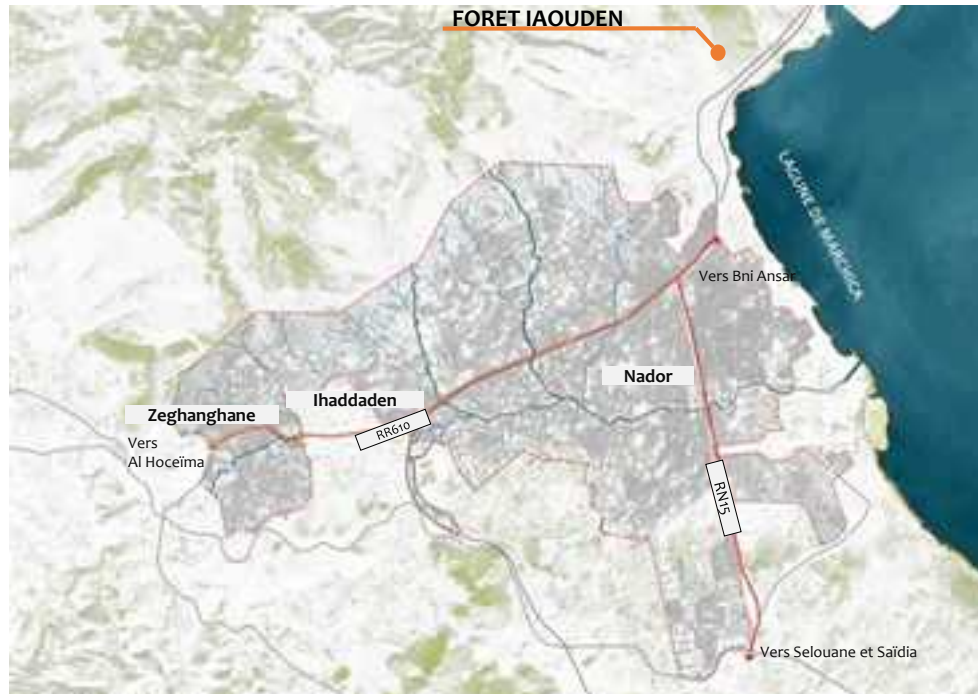 FORET IAOUDEN
LAGUNE DE MARCHICA
Vers Bni Ansar
Nador
Ihaddaden
Zeghanghane
RR610
Vers
Al Hoceïma
RN15
Vers Selouane et Saïdia